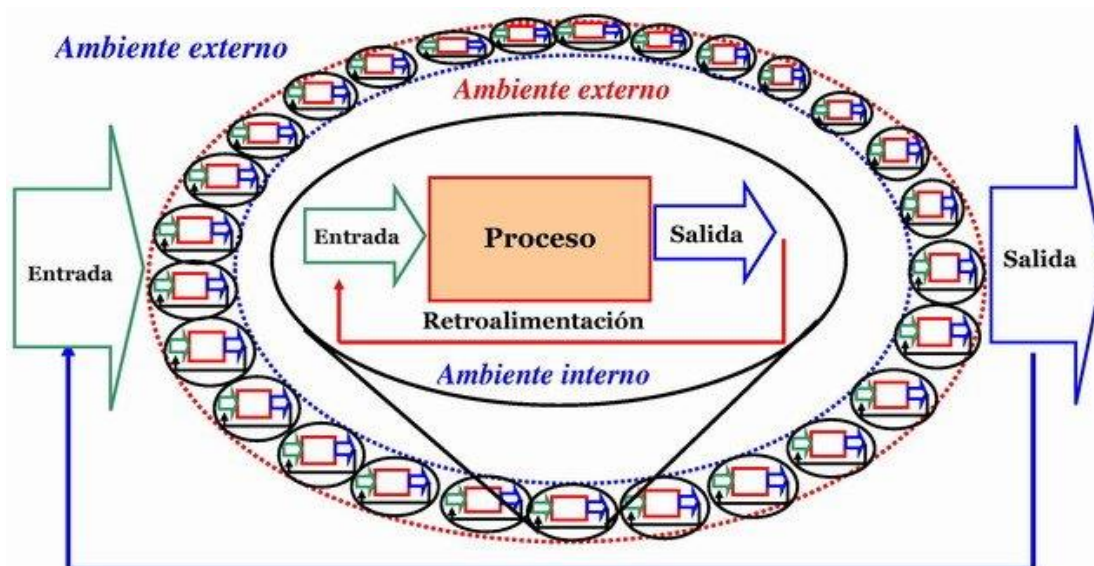 Ambiente externo
Ambiente externo
Entrada
Entrada
Proceso
Salida
Salida
Retroalimentación
Ambiente interno